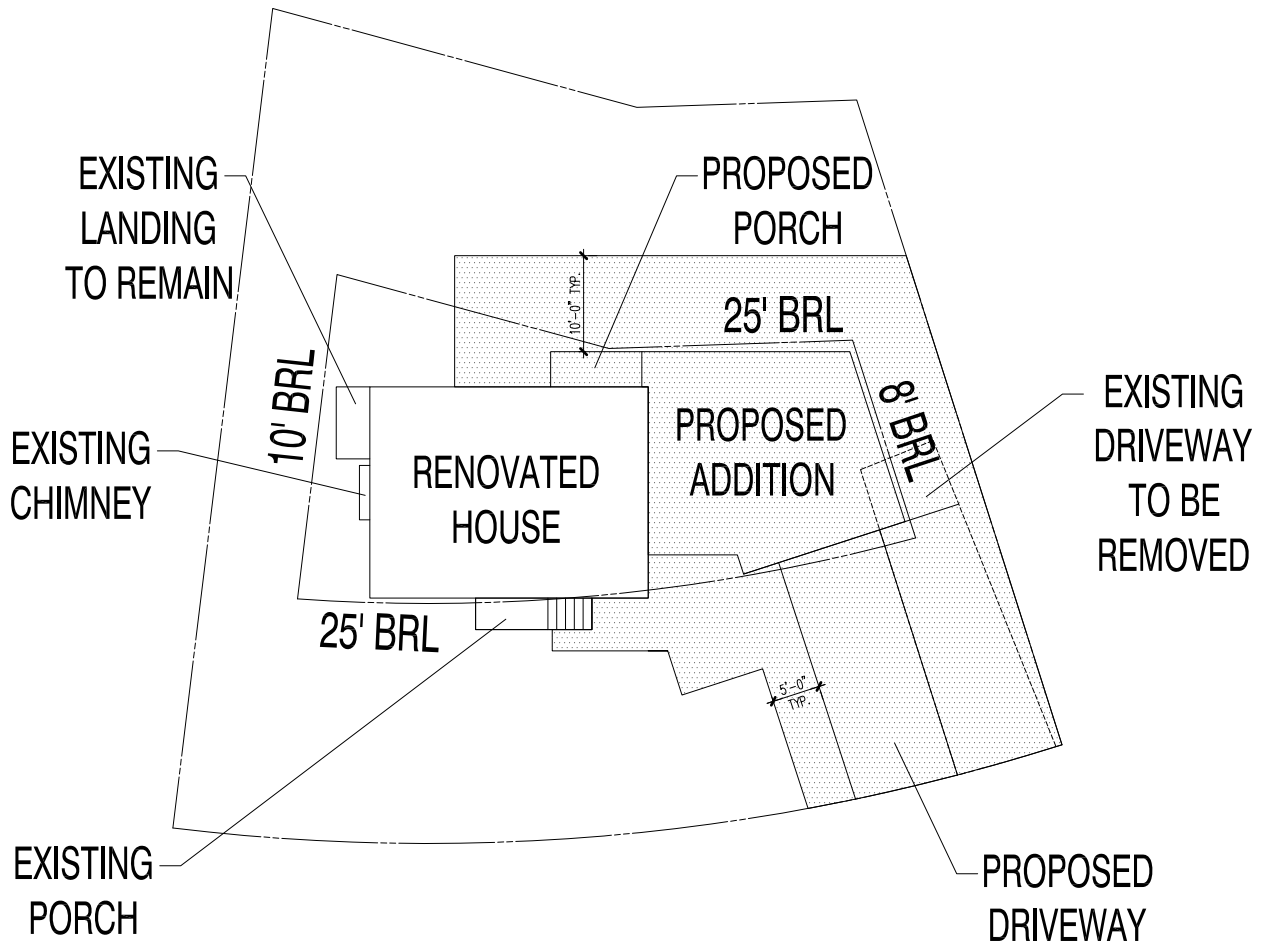 EXISTING
LANDING
TO REMAIN
PROPOSED
PORCH
10'-0" TYP.
25' BRL
10' BRL
8' BRL
EXISTING
DRIVEWAY
TO BE
REMOVED
EXISTING
CHIMNEY
RENOVATED
HOUSE
PROPOSED
ADDITION
25' BRL
5'-0"
TYP.
EXISTING
PORCH
PROPOSED
DRIVEWAY